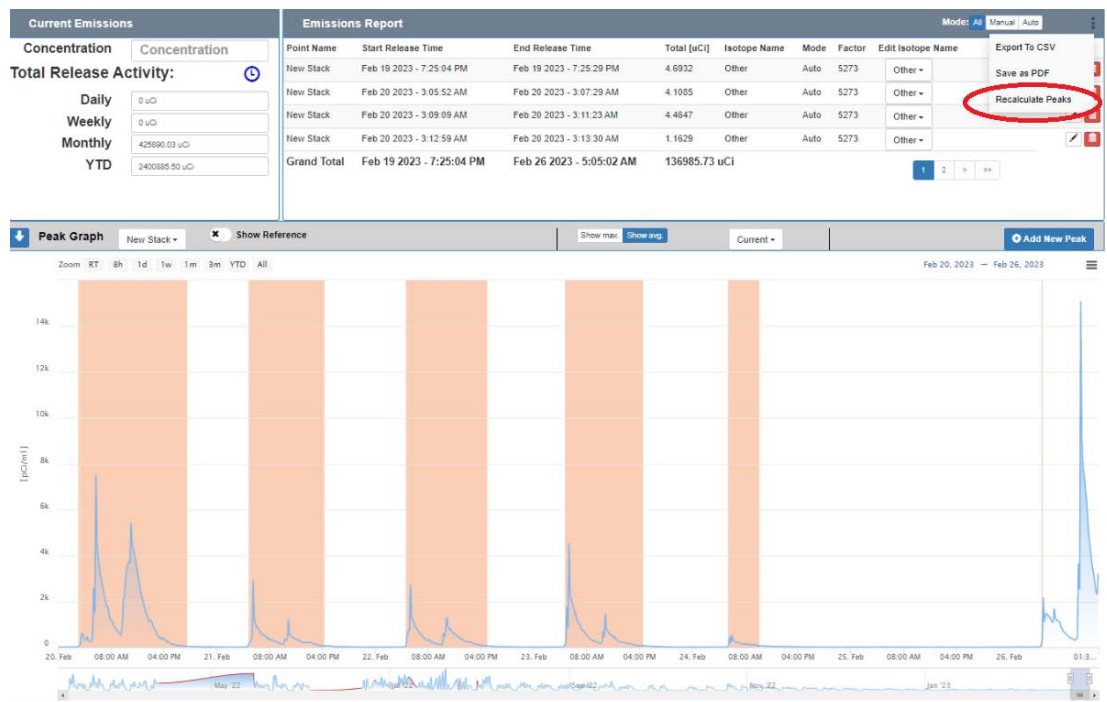 Current Emissions
Concentration Concentration
Total Release Activity:
Daily 0 uCi
Weekly 0 uCi
Monthly 425890.03 uCi
YTD 2400685.50 uCi
Emissions Report Mode: All Manual Auto
Point Name Start Release Time End Release Time Total [uCi] Isotope Name Mode Factor Edit Isotope Name
New Stack Feb 19 2023 - 7:25:04 PM Feb 19 2023 - 7:25:29 PM 4.6932 Other Auto 5273 Other
New Stack Feb 20 2023 - 3:05:52 AM Feb 20 2023 - 3:07:29 AM 4.1085 Other Auto 5273 Other
New Stack Feb 20 2023 - 3:09:09 AM Feb 20 2023 - 3:11:23 AM 4.4647 Other Auto 5273 Other
New Stack Feb 20 2023 - 3:12:59 AM Feb 20 2023 - 3:13:30 AM 1.1629 Other Auto 5273 Other
Grand Total Feb 19 2023 - 7:25:04 PM Feb 26 2023 - 5:05:02 AM 136985.73 uCi
1 2 > >>
Export To CSV
Save as PDF
Recalculate Peaks
Peak Graph New Stack Show Reference Show max. Show avg. Current Add New Peak
Zoom RT 8h 1d 1w 1m 3m YTD All Feb 20, 2023 → Feb 26, 2023
[pCi/ml]
14k
12k
10k
8k
6k
4k
2k
0
20. Feb 08:00 AM 04:00 PM 21. Feb 08:00 AM 04:00 PM 22. Feb 08:00 AM 04:00 PM 23. Feb 08:00 AM 04:00 PM 24. Feb 08:00 AM 04:00 PM 25. Feb 08:00 AM 04:00 PM 26. Feb 01:3...
May '22 Sep '22 Nov '22 Jan '23